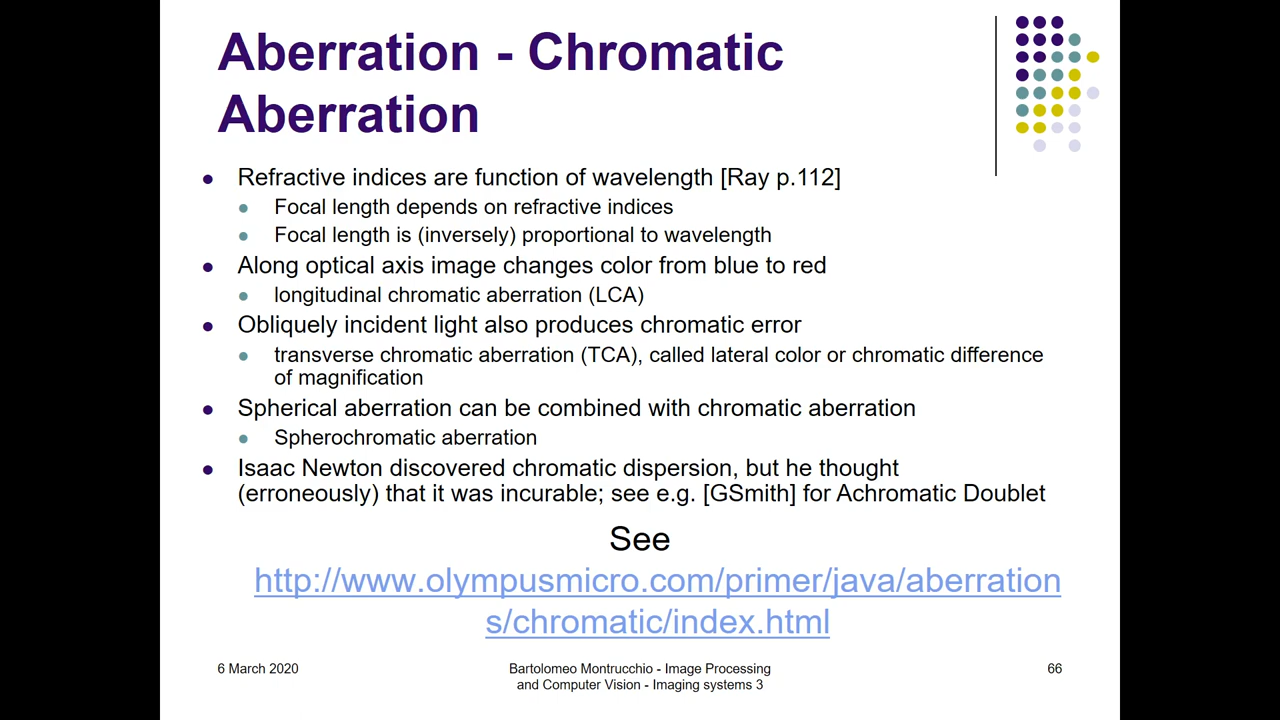 Aberration - Chromatic
Aberration
Refractive indices are function of wavelength [Ray p.112]
Focal length depends on refractive indices
Focal length is (inversely) proportional to wavelength
Along optical axis image changes color from blue to red
longitudinal chromatic aberration (LCA)
Obliquely incident light also produces chromatic error
transverse chromatic aberration (TCA), called lateral color or chromatic difference
of magnification
Spherical aberration can be combined with chromatic aberration
Spherochromatic aberration
Isaac Newton discovered chromatic dispersion, but he thought
(erroneously) that it was incurable; see e.g. [GSmith] for Achromatic Doublet
See
http://www.olympusmicro.com/primer/java/aberration
s/chromatic/index.html
6 March 2020
Bartolomeo Montrucchio - Image Processing
and Computer Vision - Imaging systems 3
66